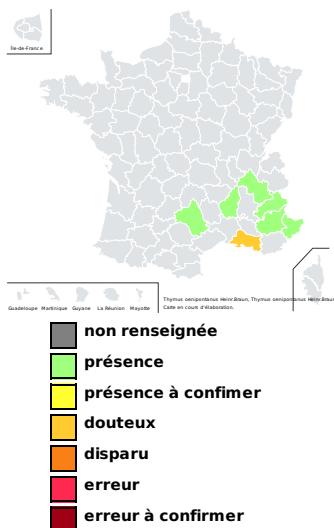 Île-de-France
Guadeloupe Martinique Guyane La Réunion Mayotte
Thymus oenipontanus Heinr.Braun, Thymus oenipontanus Heinr.Braun
Carte en cours d'élaboration.
non renseignée
présence
présence à confimer
douteux
disparu
erreur
erreur à confirmer